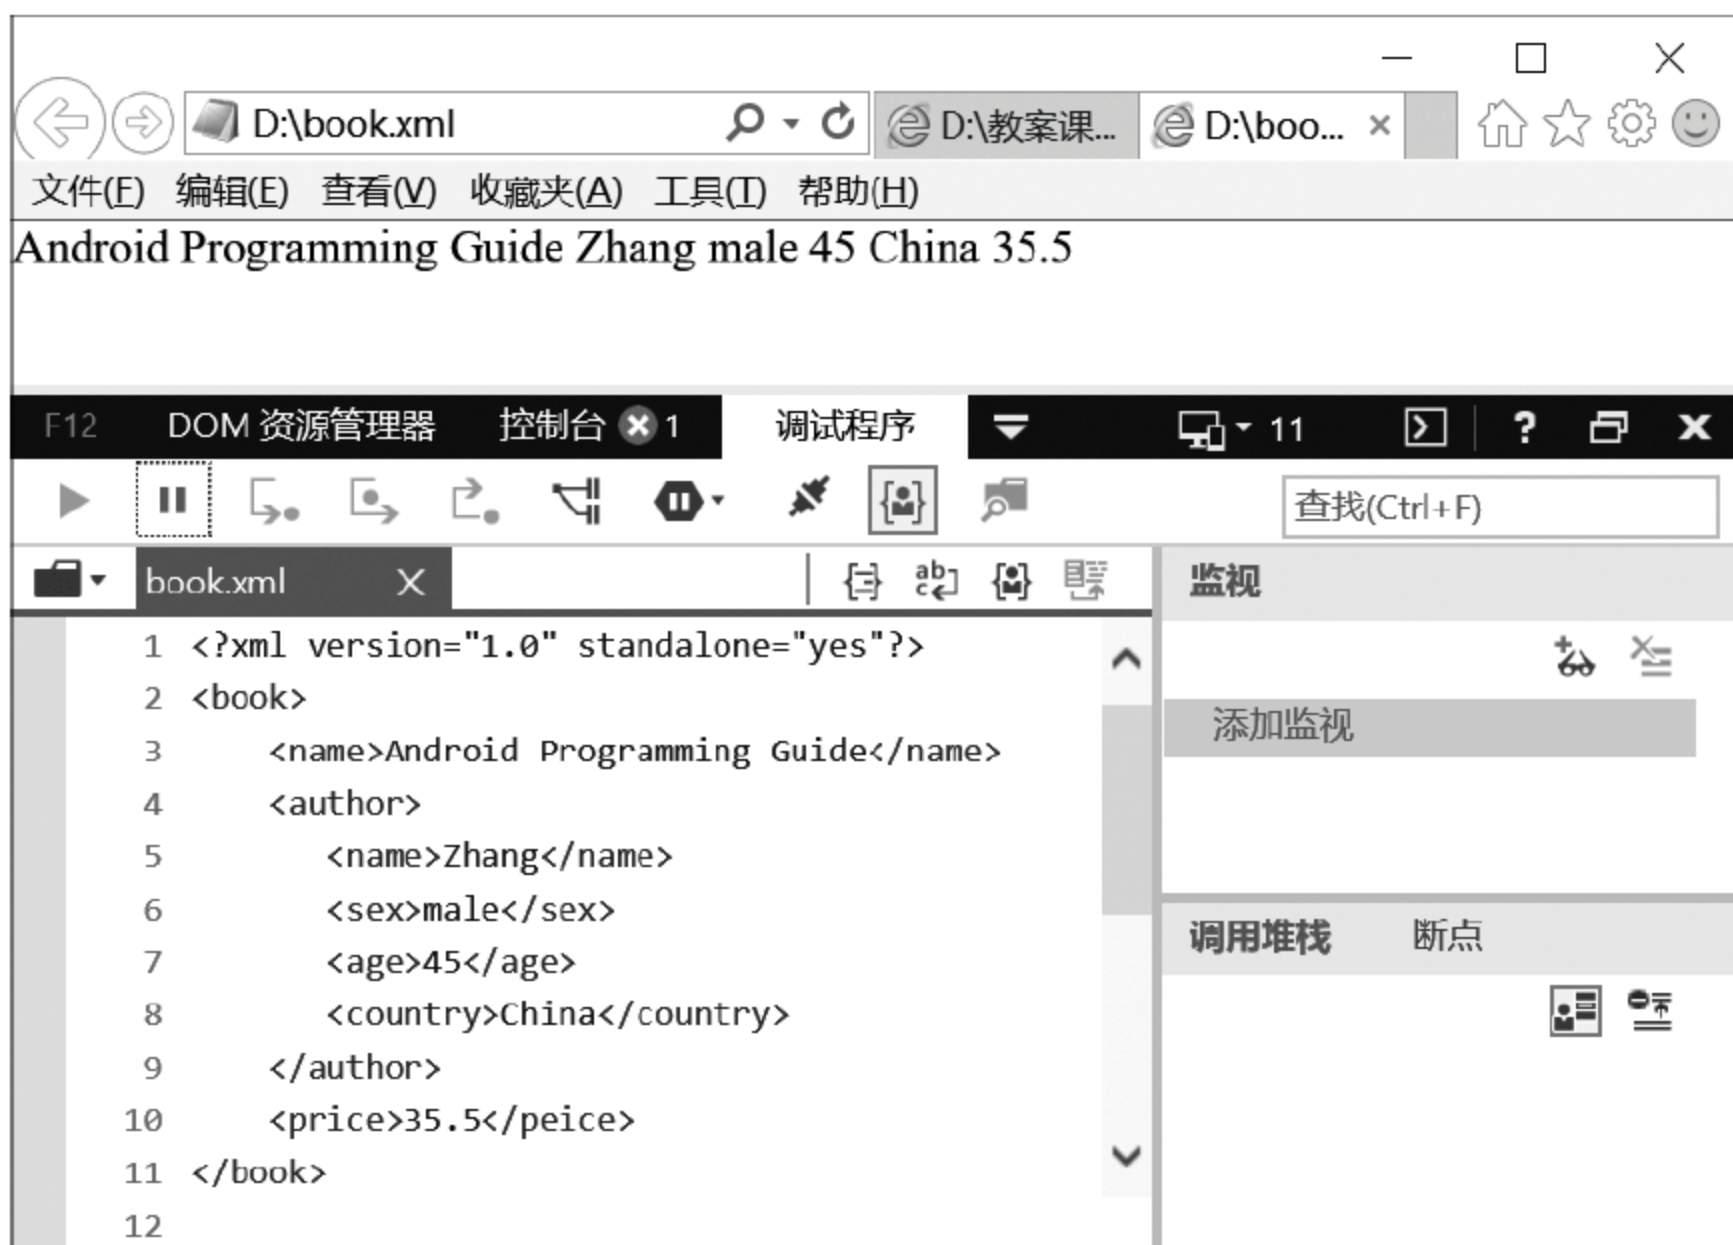 D:\book.xml D:\教案课... D:\boo...
文件(F) 编辑(E) 查看(V) 收藏夹(A) 工具(T) 帮助(H)
Android Programming Guide Zhang male 45 China 35.5
F12 DOM 资源管理器 控制台 1 调试程序 11 ?
查找(Ctrl+F)
book.xml
监视
1 <?xml version="1.0" standalone="yes"?>
2 <book>
添加监视
3 <name>Android Programming Guide</name>
4 <author>
5 <name>Zhang</name>
6 <sex>male</sex>
调用堆栈 断点
7 <age>45</age>
8 <country>China</country>
9 </author>
10 <price>35.5</peice>
11 </book>
12